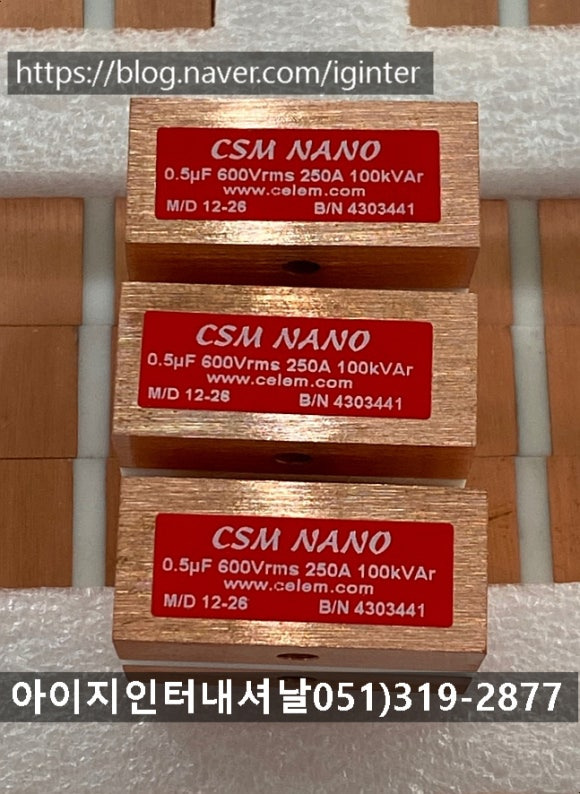 https://blog.naver.com/iginter
CSM NANO
0.5µF 600Vrms 250A 100kVAr
www.celem.com
M/D 12-26 B/N 4303441
CSM NANO
0.5µF 600Vrms 250A 100kVAr
www.celem.com
M/D 12-26 B/N 4303441
CSM NANO
0.5µF 600Vrms 250A 100kVAr
www.celem.com
M/D 12-26 B/N 4303441
아이지인터내셔날051)319-2877